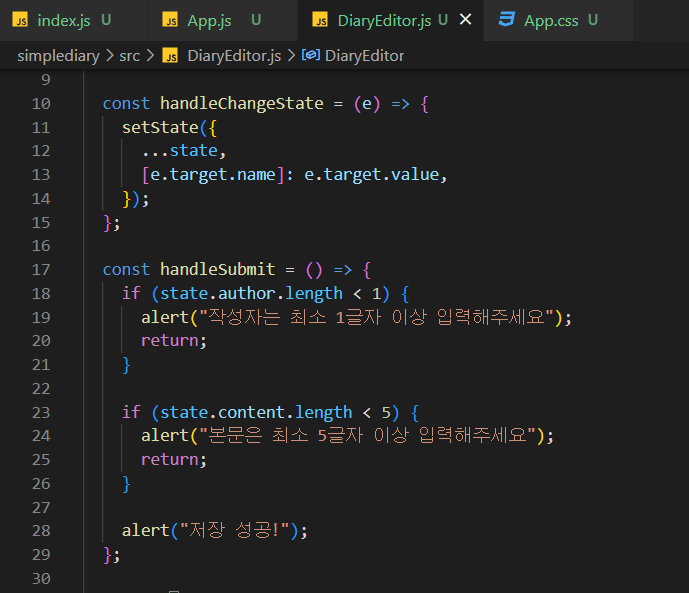 JS index.js U JS App.js U JS DiaryEditor.js U × App.css U
simplediary > src > JS DiaryEditor.js > DiaryEditor
9
10 const handleChangeState = (e) => {
11 setState({
12 ...state,
13 [e.target.name]: e.target.value,
14 });
15 };
16
17 const handleSubmit = () => {
18 if (state.author.length < 1) {
19 alert("작성자는 최소 1글자 이상 입력해주세요");
20 return;
21 }
22
23 if (state.content.length < 5) {
24 alert("본문은 최소 5글자 이상 입력해주세요");
25 return;
26 }
27
28 alert("저장 성공!");
29 };
30